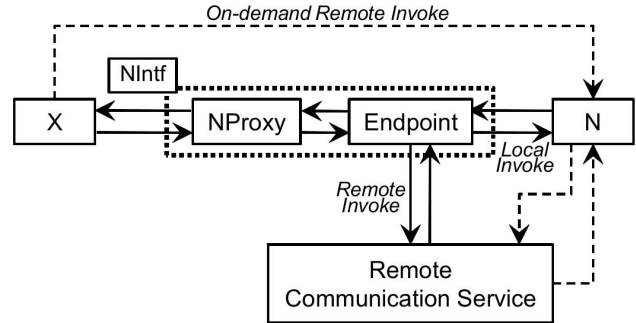 On-demand Remote Invoke
NIntf
X
NProxy
Endpoint
N
Local
Invoke
Remote
Invoke
Remote
Communication Service